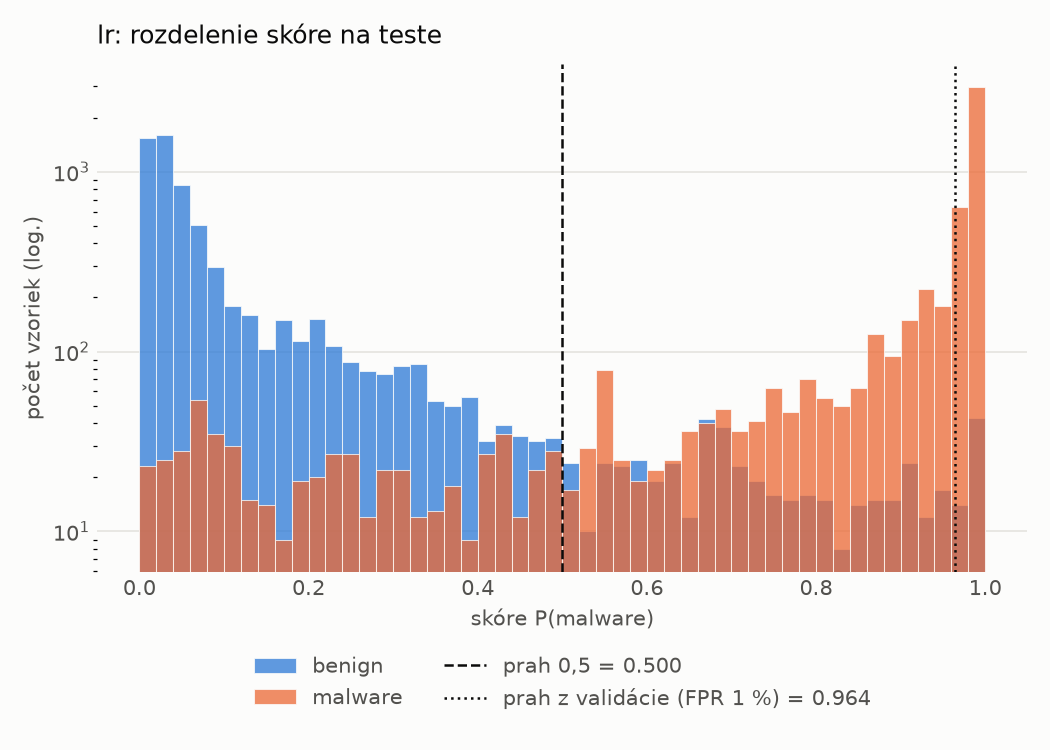 lr: rozdelenie skóre na teste
počet vzoriek (log.)
10³
10²
10¹
0.0 0.2 0.4 0.6 0.8 1.0
skóre P(malware)
benign
malware
prah 0,5 = 0.500
prah z validácie (FPR 1 %) = 0.964